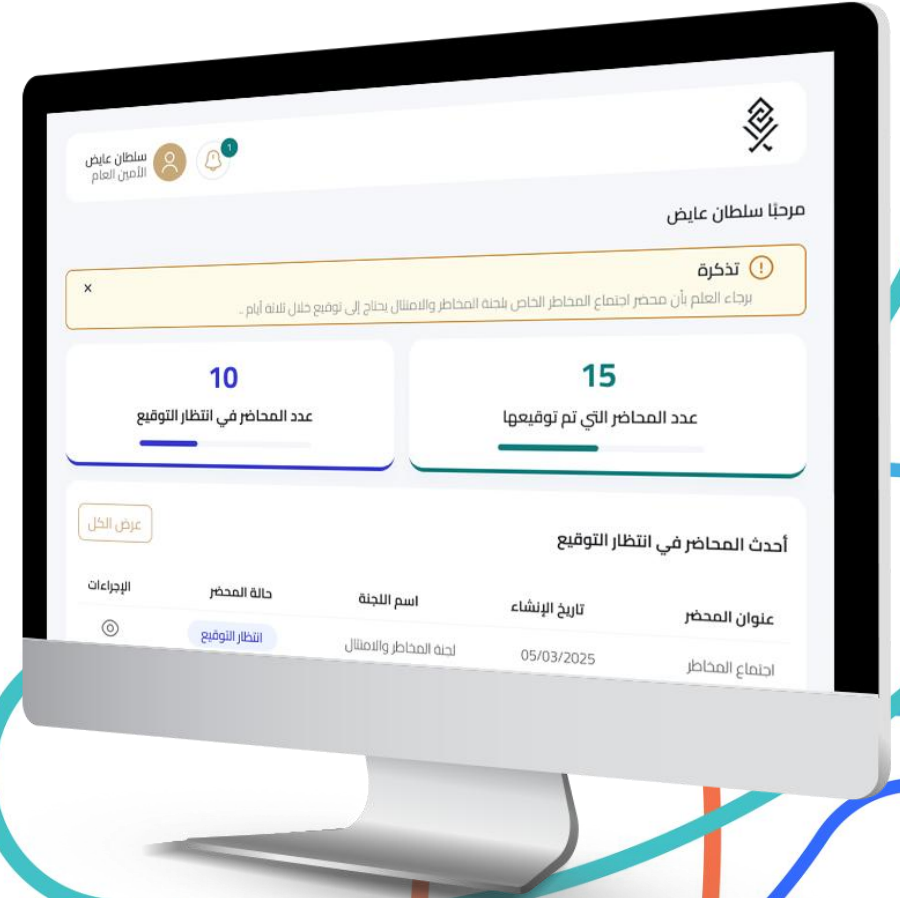 سلطان عايض
الأمين العام
1
مرحبًا سلطان عايض
تذكرة
x
برجاء العلم بأن محضر اجتماع المخاطر الخاص بلجنة المخاطر والامتثال يحتاج إلى توقيع خلال ثلاثة أيام ..
15
عدد المحاضر التي تم توقيعها
10
عدد المحاضر في انتظار التوقيع
أحدث المحاضر في انتظار التوقيع
عرض الكل
عنوان المحضر تاريخ الإنشاء اسم اللجنة حالة المحضر الإجراءات
اجتماع المخاطر 05/03/2025 لجنة المخاطر والامتثال انتظار التوقيع